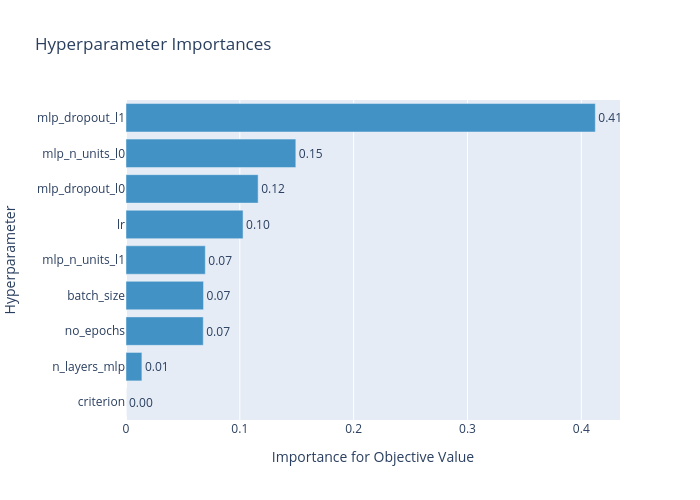 Hyperparameter Importances
Hyperparameter
mlp_dropout_l1 0.41
mlp_n_units_l0 0.15
mlp_dropout_l0 0.12
lr 0.10
mlp_n_units_l1 0.07
batch_size 0.07
no_epochs 0.07
n_layers_mlp 0.01
criterion 0.00
0 0.1 0.2 0.3 0.4
Importance for Objective Value